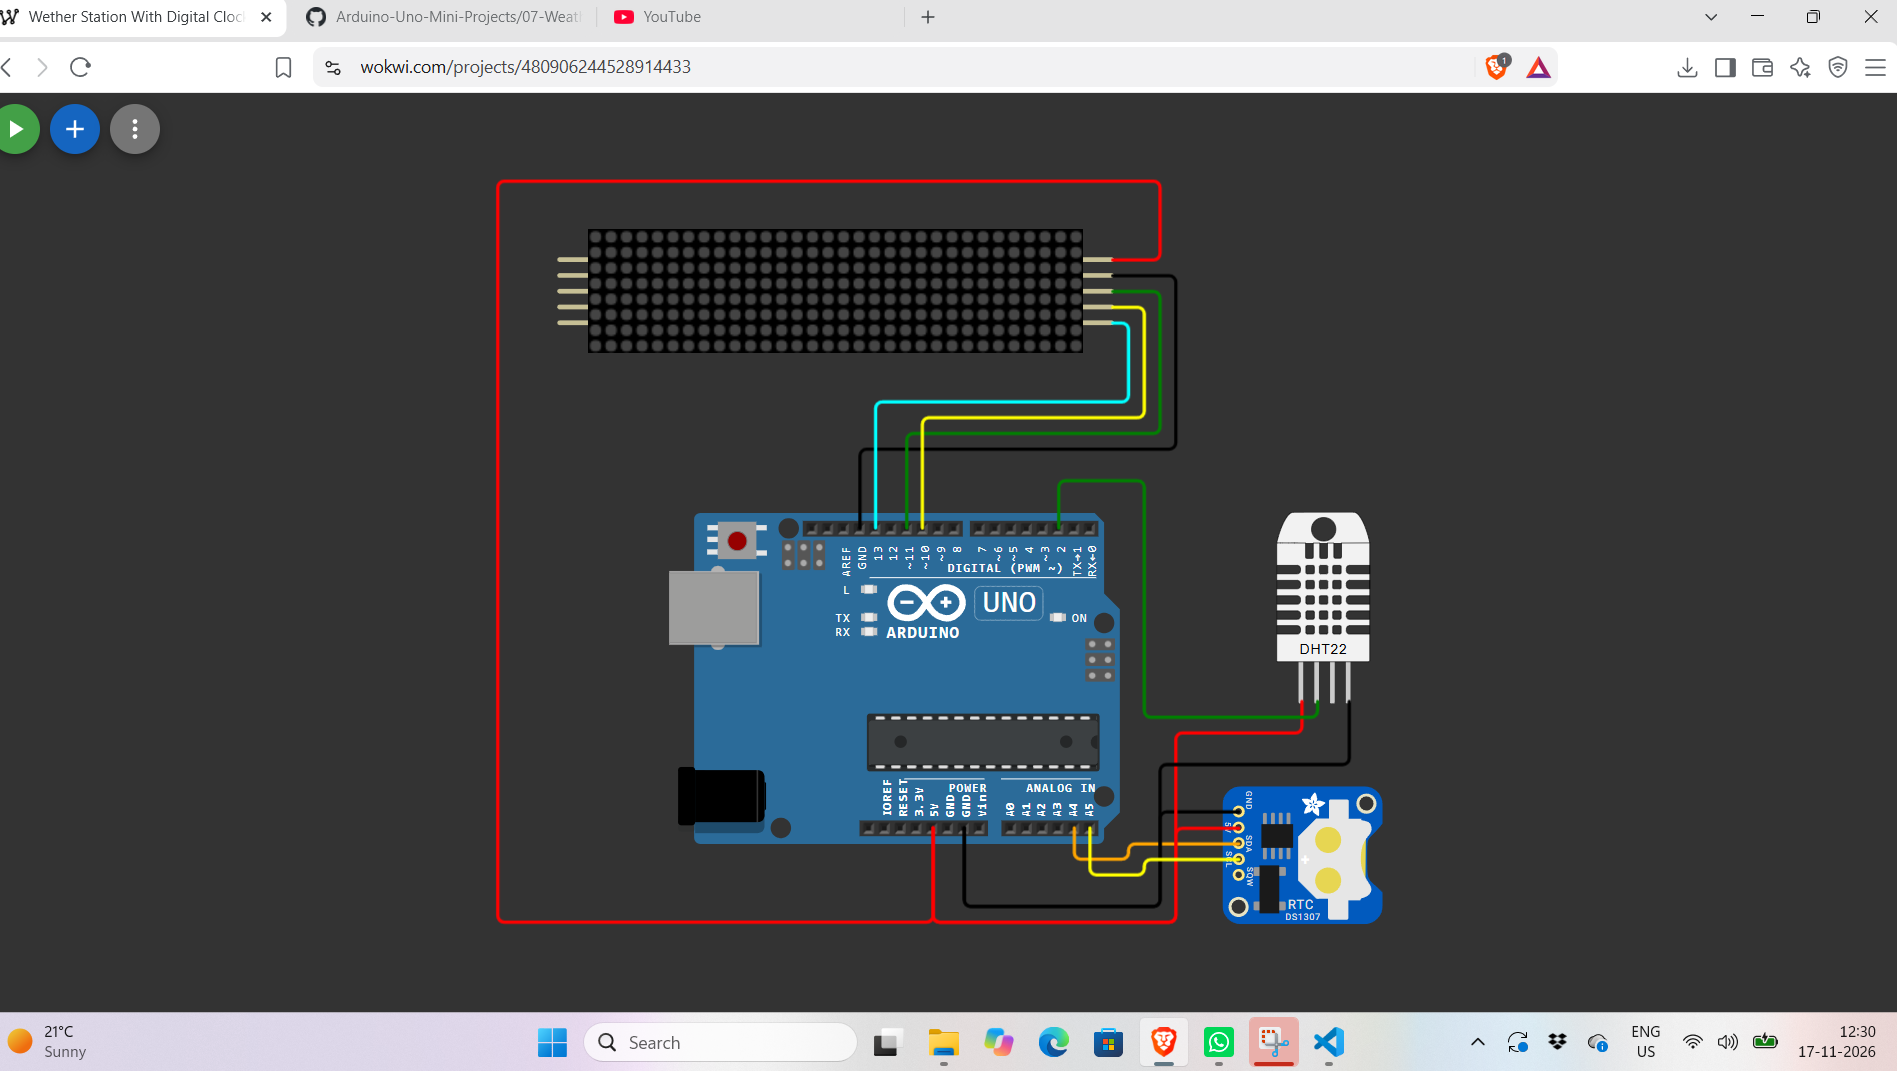 Wether Station With Digital Cloc
Arduino-Uno-Mini-Projects/07-Weat
YouTube
wokwi.com/projects/480906244528914433
1
AREF
GND
13
12
~11
~10
~9
8
7
~6
~5
4
~3
2
TX→1
RX←0
DIGITAL (PWM ~)
L
TX
RX
UNO
ON
ARDUINO
DHT22
IOREF
RESET
3.3V
5V
GND
GND
Vin
POWER
ANALOG IN
A0
A1
A2
A3
A4
A5
GND
5V
SDA
SCL
SQW
RTC
DS1307
21°C
Sunny
Search
ENG
US
12:30
17-11-2026